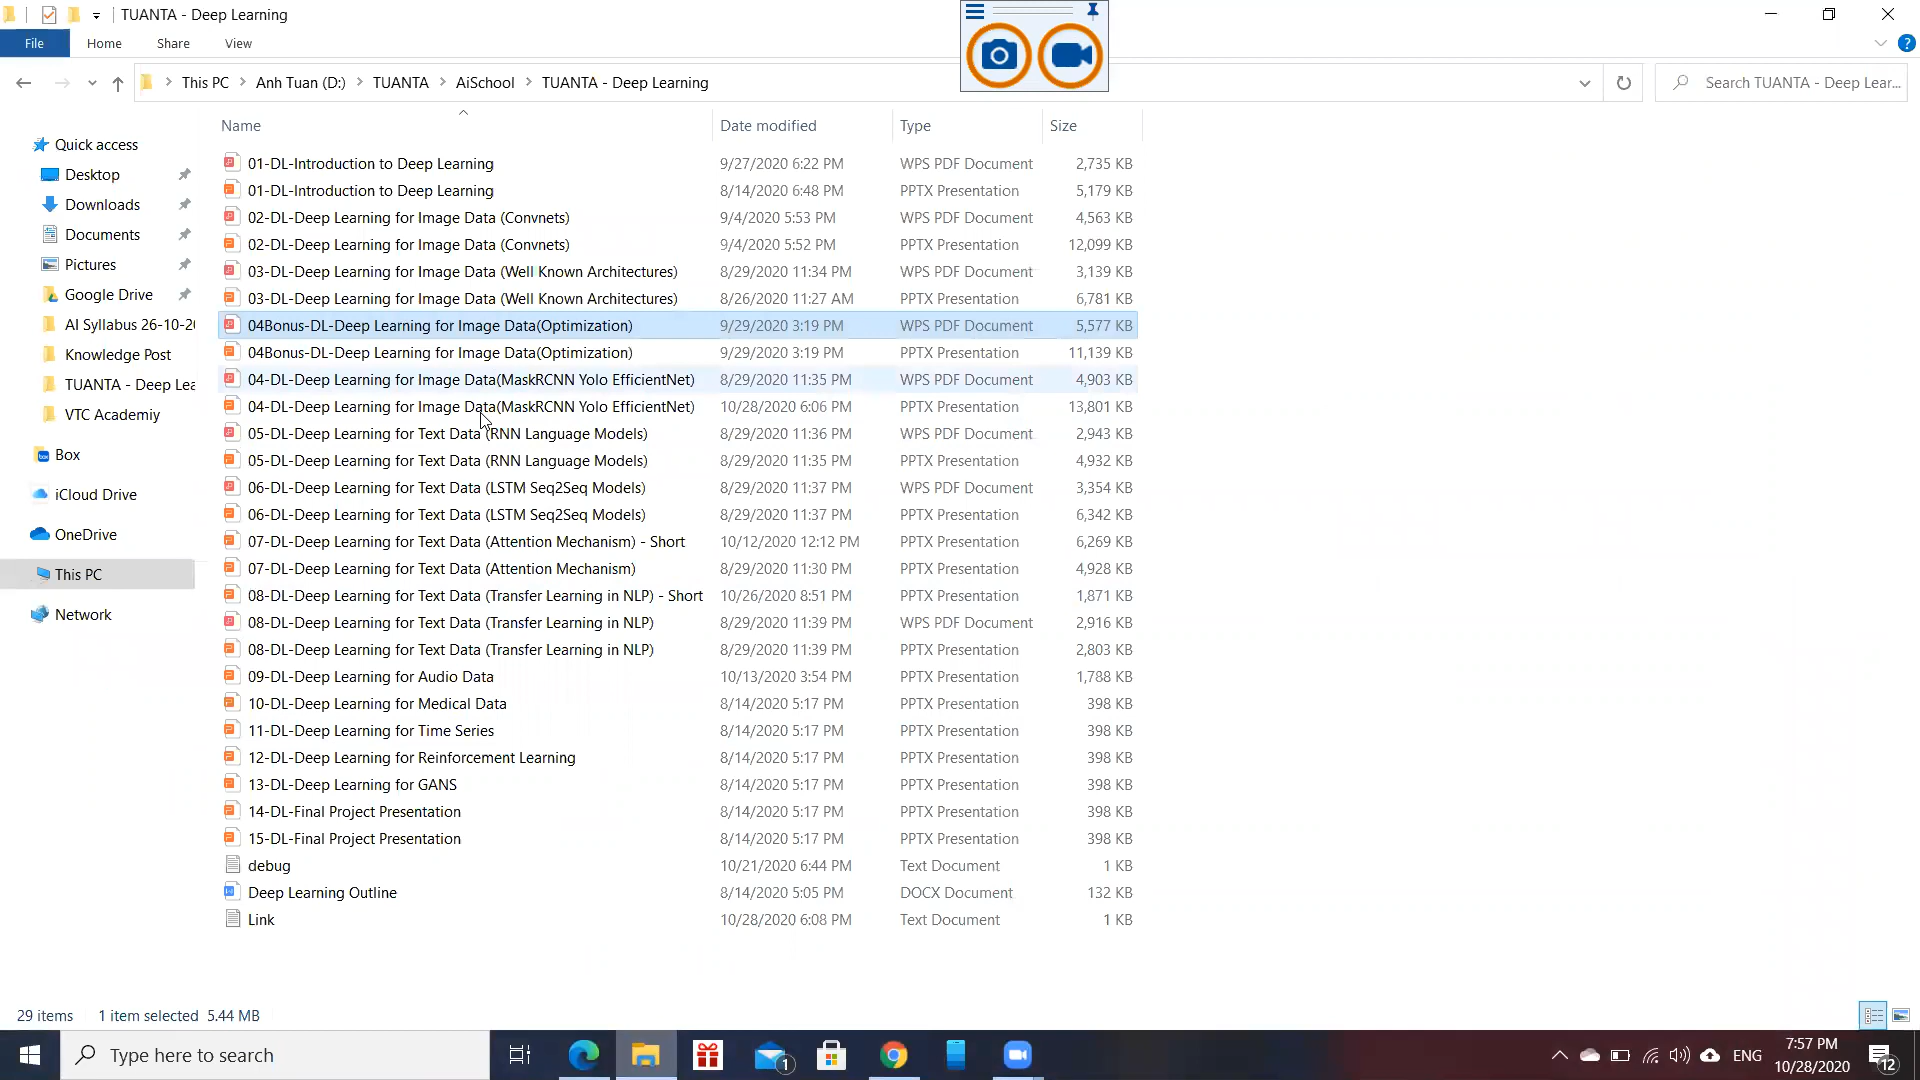 TUANTA - Deep Learning
File Home Share View
This PC Anh Tuan (D:) TUANTA AiSchool TUANTA - Deep Learning
Search TUANTA - Deep Lear...
Name Date modified Type Size
Quick access
Desktop
Downloads
Documents
Pictures
Google Drive
AI Syllabus 26-10-20
Knowledge Post
TUANTA - Deep Lea
VTC Academiy
Box
iCloud Drive
OneDrive
This PC
Network
01-DL-Introduction to Deep Learning 9/27/2020 6:22 PM WPS PDF Document 2,735 KB
01-DL-Introduction to Deep Learning 8/14/2020 6:48 PM PPTX Presentation 5,179 KB
02-DL-Deep Learning for Image Data (Convnets) 9/4/2020 5:53 PM WPS PDF Document 4,563 KB
02-DL-Deep Learning for Image Data (Convnets) 9/4/2020 5:52 PM PPTX Presentation 12,099 KB
03-DL-Deep Learning for Image Data (Well Known Architectures) 8/29/2020 11:34 PM WPS PDF Document 3,139 KB
03-DL-Deep Learning for Image Data (Well Known Architectures) 8/26/2020 11:27 AM PPTX Presentation 6,781 KB
04Bonus-DL-Deep Learning for Image Data(Optimization) 9/29/2020 3:19 PM WPS PDF Document 5,577 KB
04Bonus-DL-Deep Learning for Image Data(Optimization) 9/29/2020 3:19 PM PPTX Presentation 11,139 KB
04-DL-Deep Learning for Image Data(MaskRCNN Yolo EfficientNet) 8/29/2020 11:35 PM WPS PDF Document 4,903 KB
04-DL-Deep Learning for Image Data(MaskRCNN Yolo EfficientNet) 10/28/2020 6:06 PM PPTX Presentation 13,801 KB
05-DL-Deep Learning for Text Data (RNN Language Models) 8/29/2020 11:36 PM WPS PDF Document 2,943 KB
05-DL-Deep Learning for Text Data (RNN Language Models) 8/29/2020 11:35 PM PPTX Presentation 4,932 KB
06-DL-Deep Learning for Text Data (LSTM Seq2Seq Models) 8/29/2020 11:37 PM WPS PDF Document 3,354 KB
06-DL-Deep Learning for Text Data (LSTM Seq2Seq Models) 8/29/2020 11:37 PM PPTX Presentation 6,342 KB
07-DL-Deep Learning for Text Data (Attention Mechanism) - Short 10/12/2020 12:12 PM PPTX Presentation 6,269 KB
07-DL-Deep Learning for Text Data (Attention Mechanism) 8/29/2020 11:30 PM PPTX Presentation 4,928 KB
08-DL-Deep Learning for Text Data (Transfer Learning in NLP) - Short 10/26/2020 8:51 PM PPTX Presentation 1,871 KB
08-DL-Deep Learning for Text Data (Transfer Learning in NLP) 8/29/2020 11:39 PM WPS PDF Document 2,916 KB
08-DL-Deep Learning for Text Data (Transfer Learning in NLP) 8/29/2020 11:39 PM PPTX Presentation 2,803 KB
09-DL-Deep Learning for Audio Data 10/13/2020 3:54 PM PPTX Presentation 1,788 KB
10-DL-Deep Learning for Medical Data 8/14/2020 5:17 PM PPTX Presentation 398 KB
11-DL-Deep Learning for Time Series 8/14/2020 5:17 PM PPTX Presentation 398 KB
12-DL-Deep Learning for Reinforcement Learning 8/14/2020 5:17 PM PPTX Presentation 398 KB
13-DL-Deep Learning for GANS 8/14/2020 5:17 PM PPTX Presentation 398 KB
14-DL-Final Project Presentation 8/14/2020 5:17 PM PPTX Presentation 398 KB
15-DL-Final Project Presentation 8/14/2020 5:17 PM PPTX Presentation 398 KB
debug 10/21/2020 6:44 PM Text Document 1 KB
Deep Learning Outline 8/14/2020 5:05 PM DOCX Document 132 KB
Link 10/28/2020 6:08 PM Text Document 1 KB
29 items 1 item selected 5.44 MB
Type here to search
1
ENG
7:57 PM
10/28/2020
12